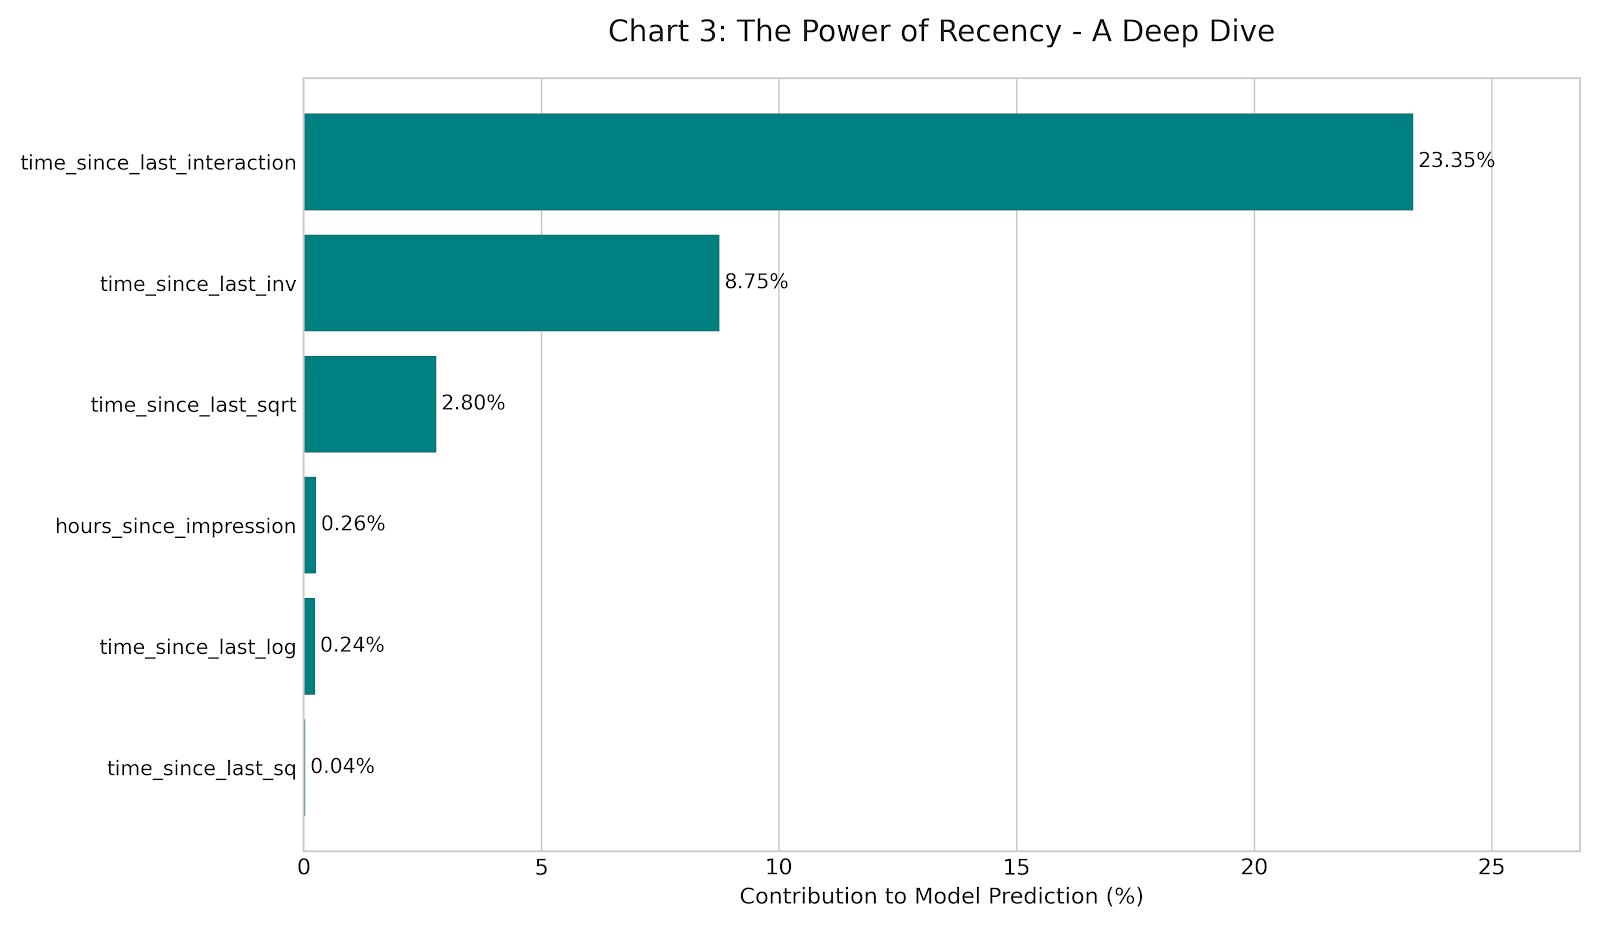 Chart 3: The Power of Recency - A Deep Dive
time_since_last_interaction 23.35%
time_since_last_inv 8.75%
time_since_last_sqrt 2.80%
hours_since_impression 0.26%
time_since_last_log 0.24%
time_since_last_sq 0.04%
0 5 10 15 20 25
Contribution to Model Prediction (%)